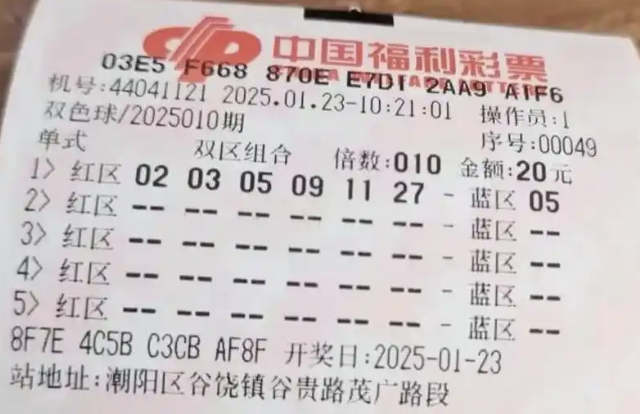 中国福利彩票
03E5 F668 870E E7D1 2AA9 A1F6
机号:44041121 2025.01.23-10:21:01 操作员:1
双色球/2025010期 序号:00049
单式 双区组合 倍数:010 金额:20元
1> 红区 02 03 05 09 11 27 - 蓝区 05
2> 红区 -- -- -- -- -- -- - 蓝区 --
3> 红区 -- -- -- -- -- -- - 蓝区 --
4> 红区 -- -- -- -- -- -- - 蓝区 --
5> 红区 -- -- -- -- -- -- - 蓝区 --
8F7E 4C5B C3CB AF8F 开奖日:2025-01-23
站地址:潮阳区谷饶镇谷贵路茂广路段